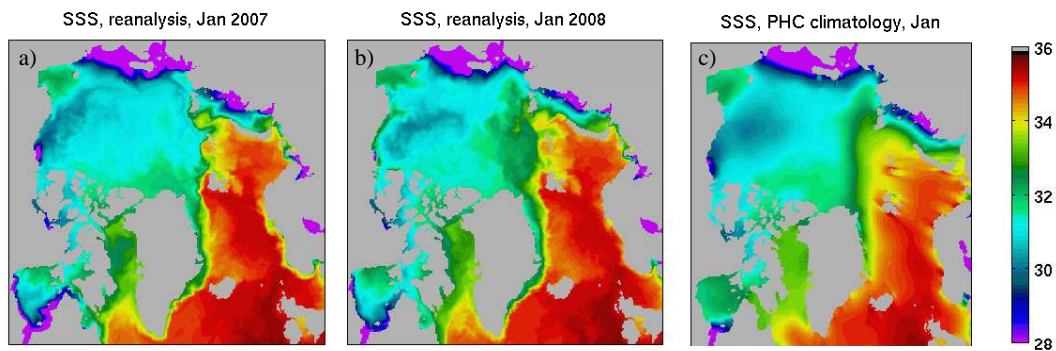 SSS, reanalysis, Jan 2007
SSS, reanalysis, Jan 2008
SSS, PHC climatology, Jan
a)
b)
c)
36
34
32
30
28